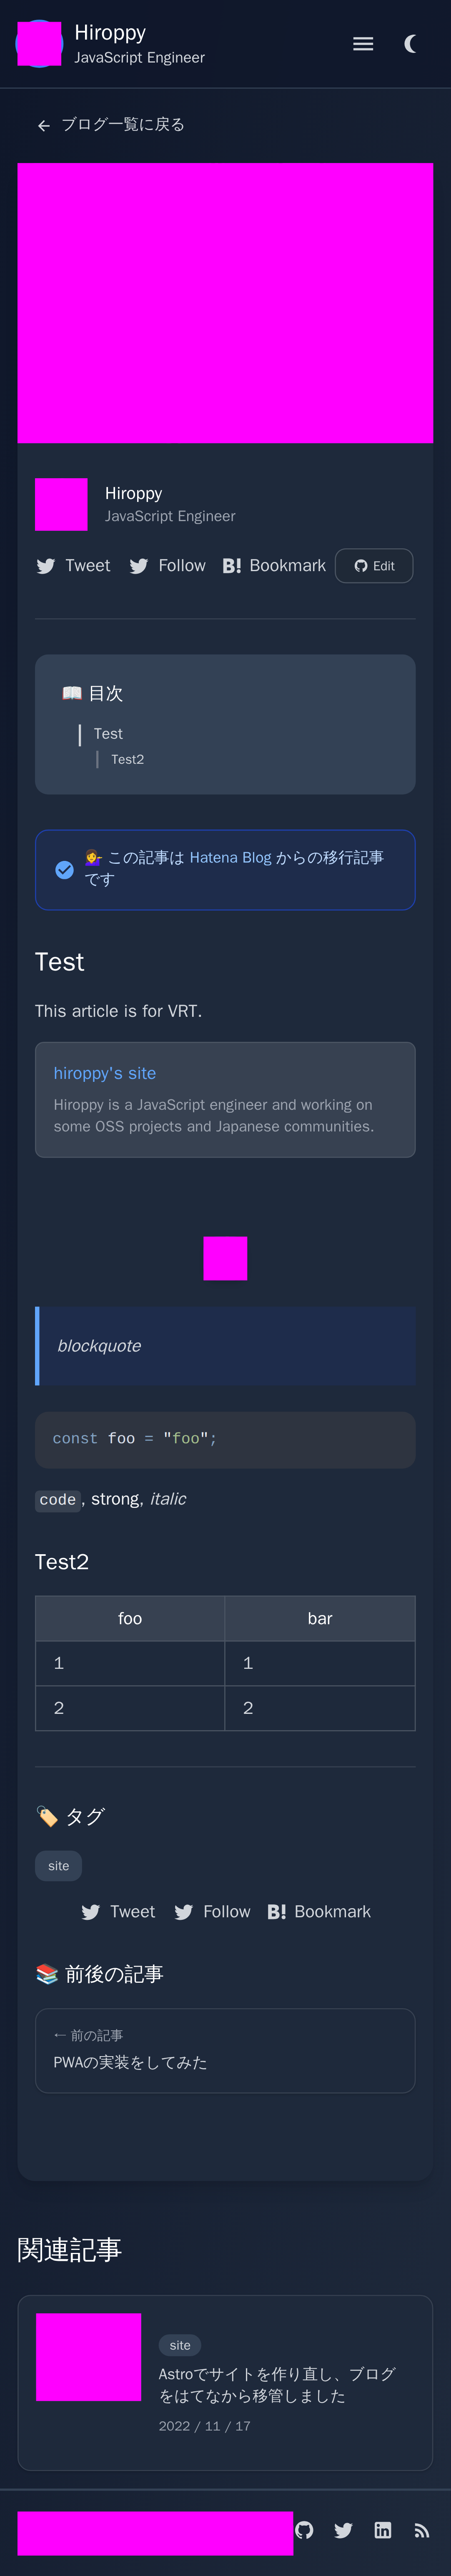 Hiroppy
JavaScript Engineer
← ブログ一覧に戻る
Hiroppy
JavaScript Engineer
Tweet Follow B! Bookmark Edit
📖 目次
Test
Test2
💁‍♀️ この記事は Hatena Blog からの移行記事
です
Test
This article is for VRT.
hiroppy's site
Hiroppy is a JavaScript engineer and working on
some OSS projects and Japanese communities.
blockquote
const foo = "foo";
code, strong, italic
Test2
foo bar
1 1
2 2
🏷️ タグ
site
Tweet Follow B! Bookmark
📚 前後の記事
← 前の記事
PWAの実装をしてみた
関連記事
site
Astroでサイトを作り直し、ブログ
をはてなから移管しました
2022 / 11 / 17